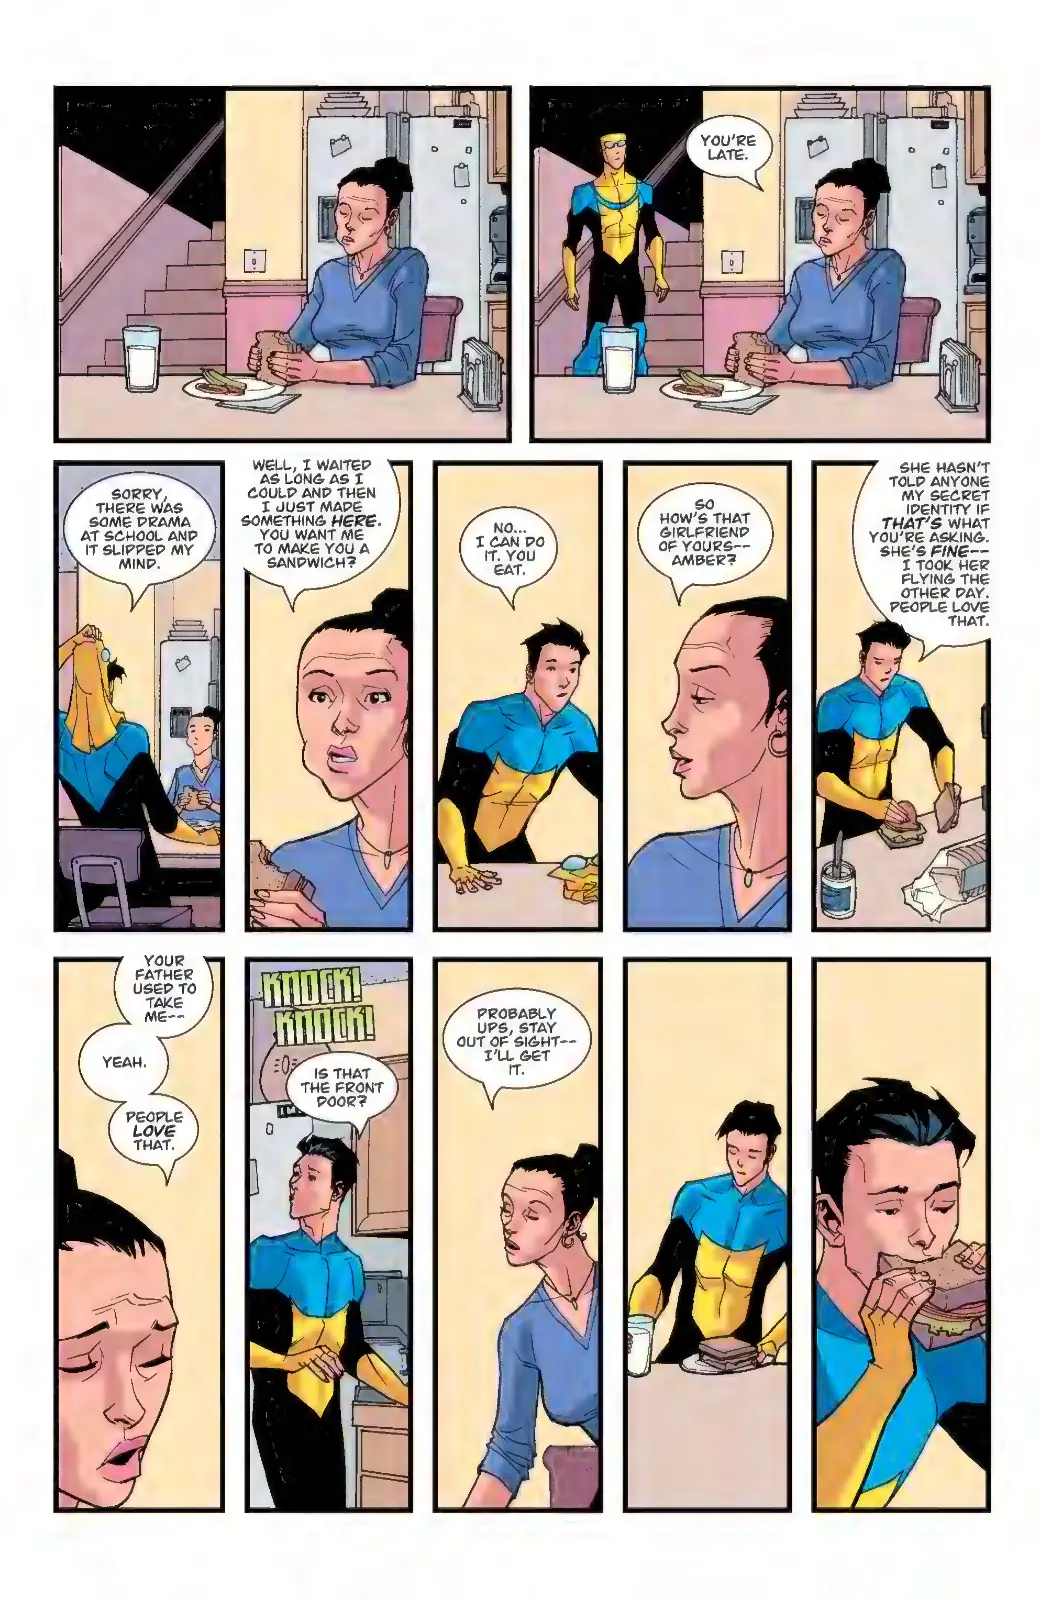 YOU'RE
LATE.
SORRY,
THERE WAS
SOME DRAMA
AT SCHOOL AND
IT SLIPPED MY
MIND.
WELL, I WAITED
AS LONG AS I
COULD AND THEN
I JUST MADE
SOMETHING HERE.
YOU WANT ME
TO MAKE YOU A
SANDWICH?
NO...
I CAN DO
IT. YOU
EAT.
SO
HOW'S THAT
GIRLFRIEND
OF YOURS--
AMBER?
SHE HASN'T
TOLD ANYONE
MY SECRET
IDENTITY IF
THAT'S WHAT
YOU'RE ASKING.
SHE'S FINE--
I TOOK HER
FLYING THE
OTHER DAY.
PEOPLE LOVE
THAT.
YOUR
FATHER
USED TO
TAKE
ME--
YEAH.
PEOPLE
LOVE
THAT.
KNOCK!
KNOCK!
IS THAT
THE FRONT
DOOR?
PROBABLY
UPS, STAY
OUT OF SIGHT--
I'LL GET
IT.